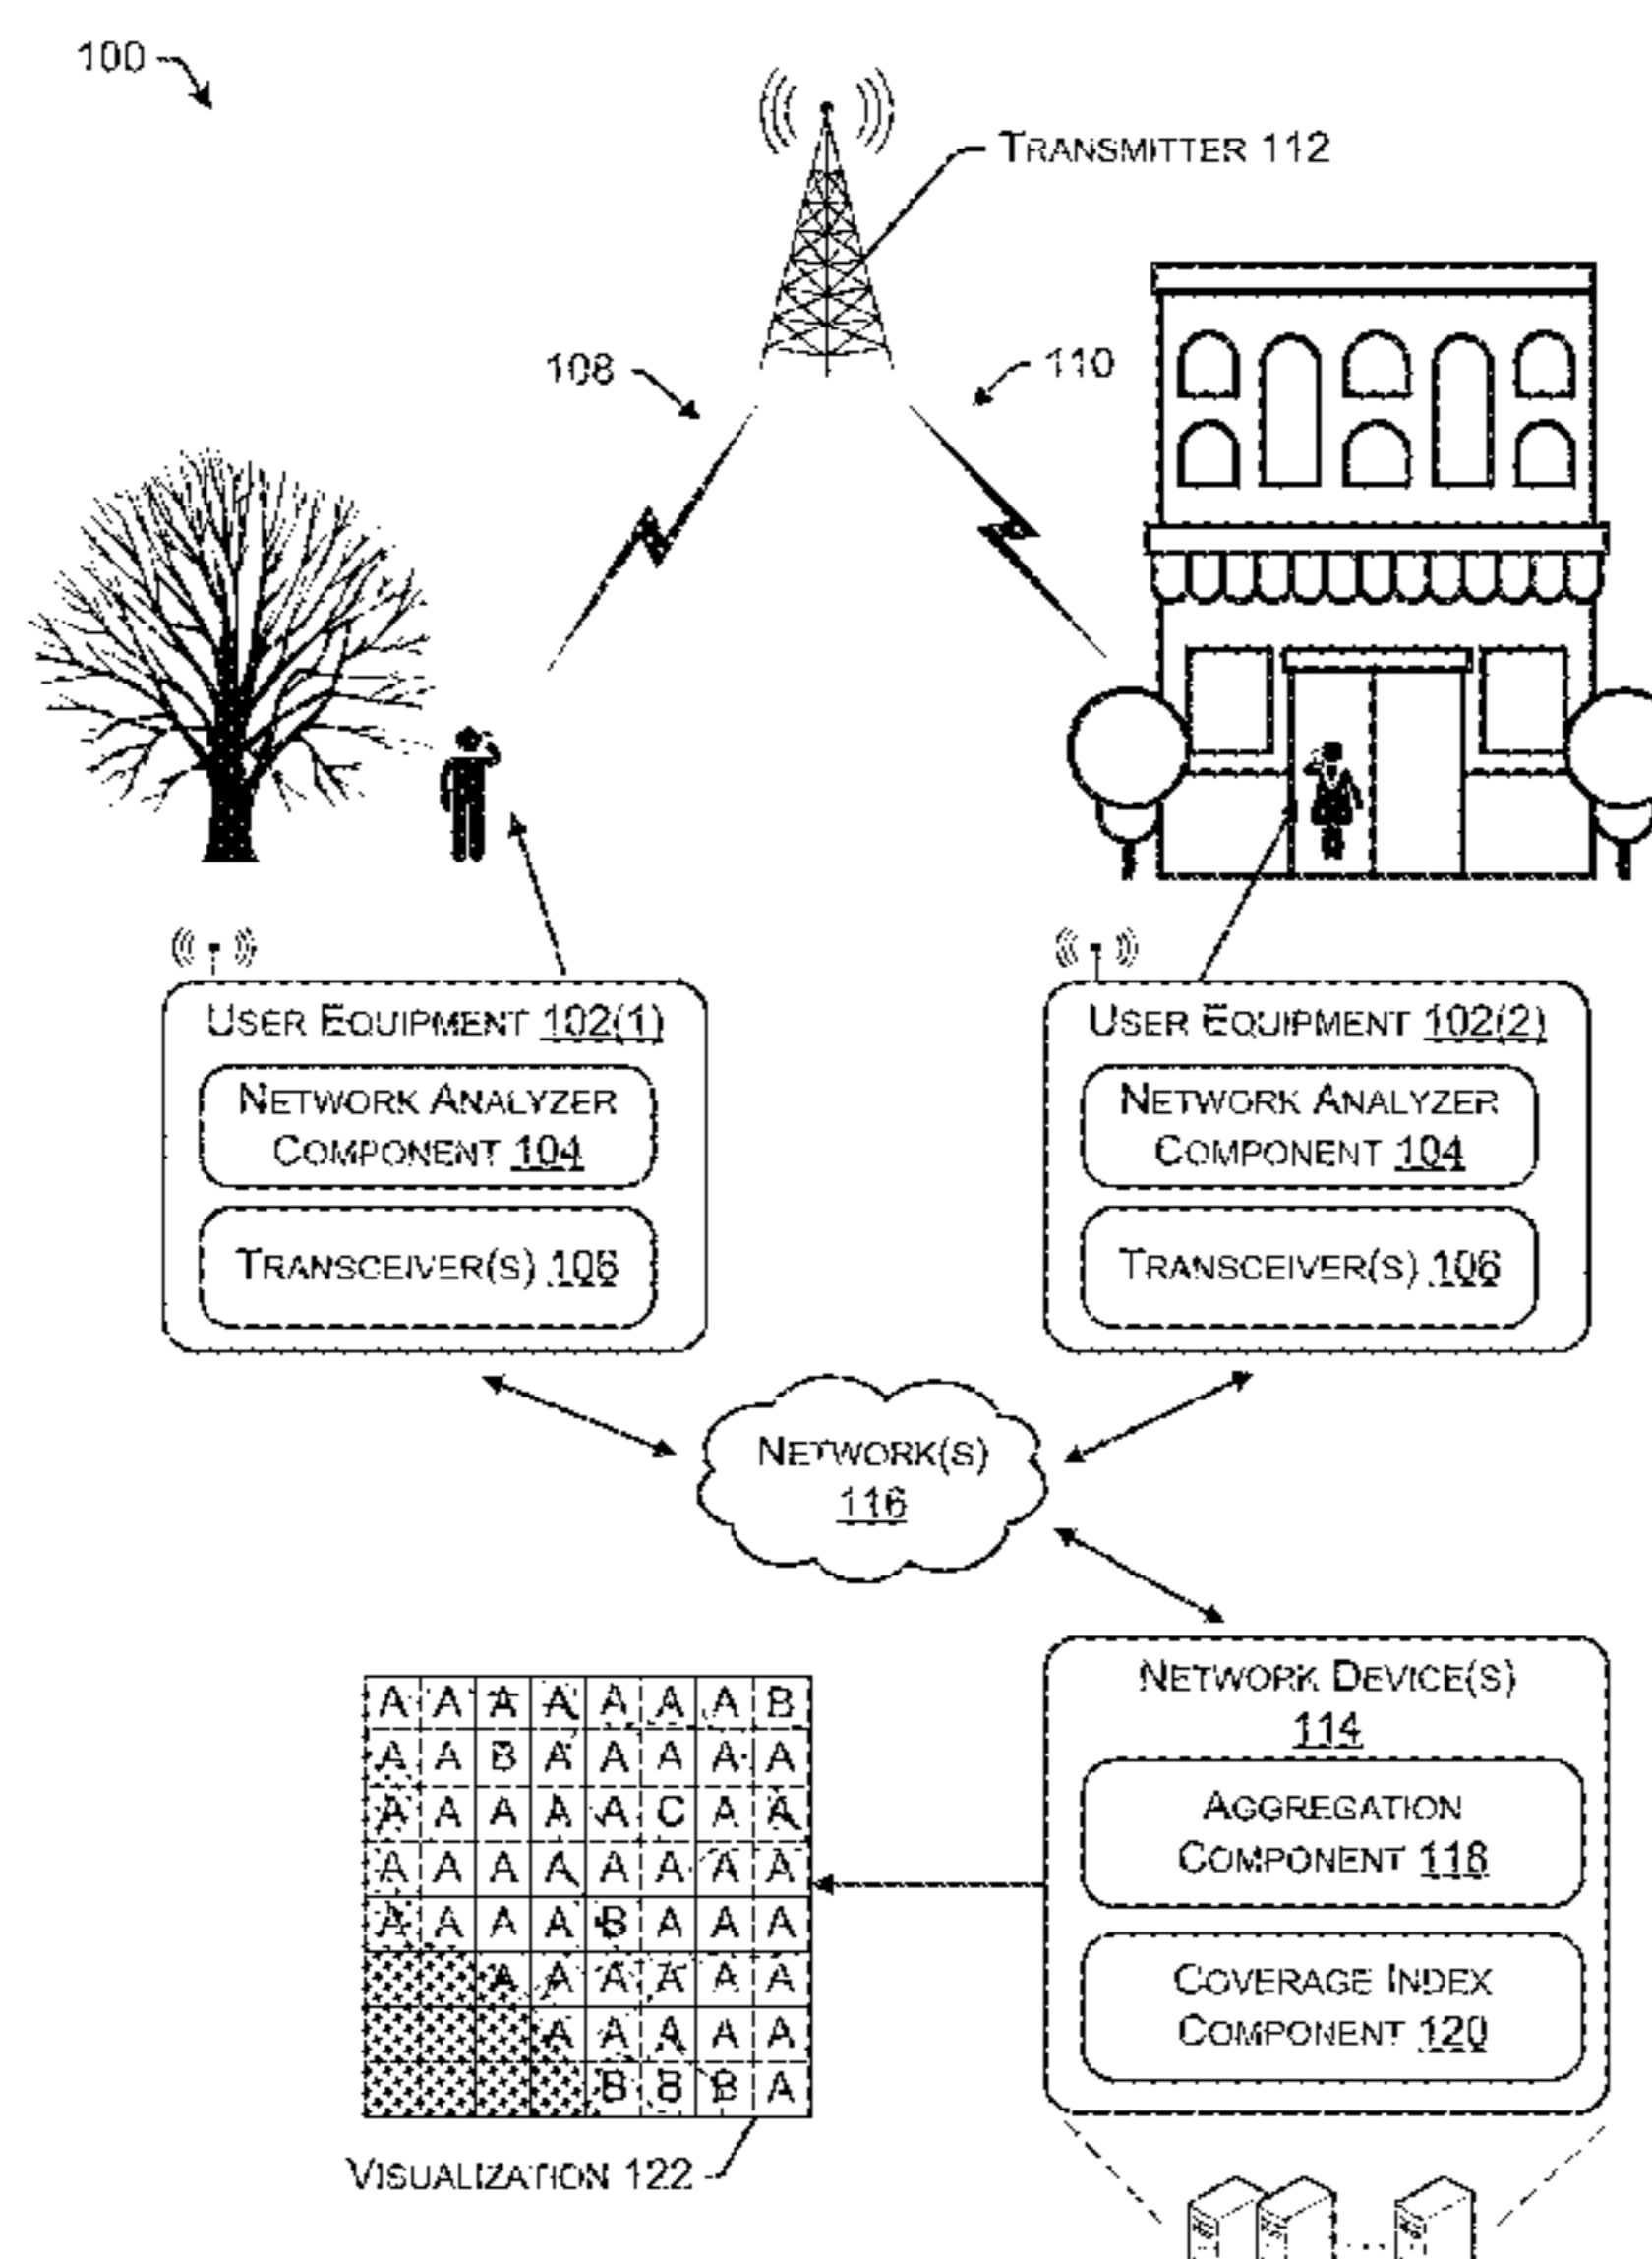 100
TRANSMITTER 112
108
110
USER EQUIPMENT 102(1)
NETWORK ANALYZER
COMPONENT 104
TRANSCEIVER(S) 106
USER EQUIPMENT 102(2)
NETWORK ANALYZER
COMPONENT 104
TRANSCEIVER(S) 106
NETWORK(S)
116
NETWORK DEVICE(S)
114
AGGREGATION
COMPONENT 118
COVERAGE INDEX
COMPONENT 120
A A A A A A A B
A A B A A A A A
A A A A A C A A
A A A A A A A A
A A A A B A A A
A A A A A A
A A A A A
B B B A
VISUALIZATION 122